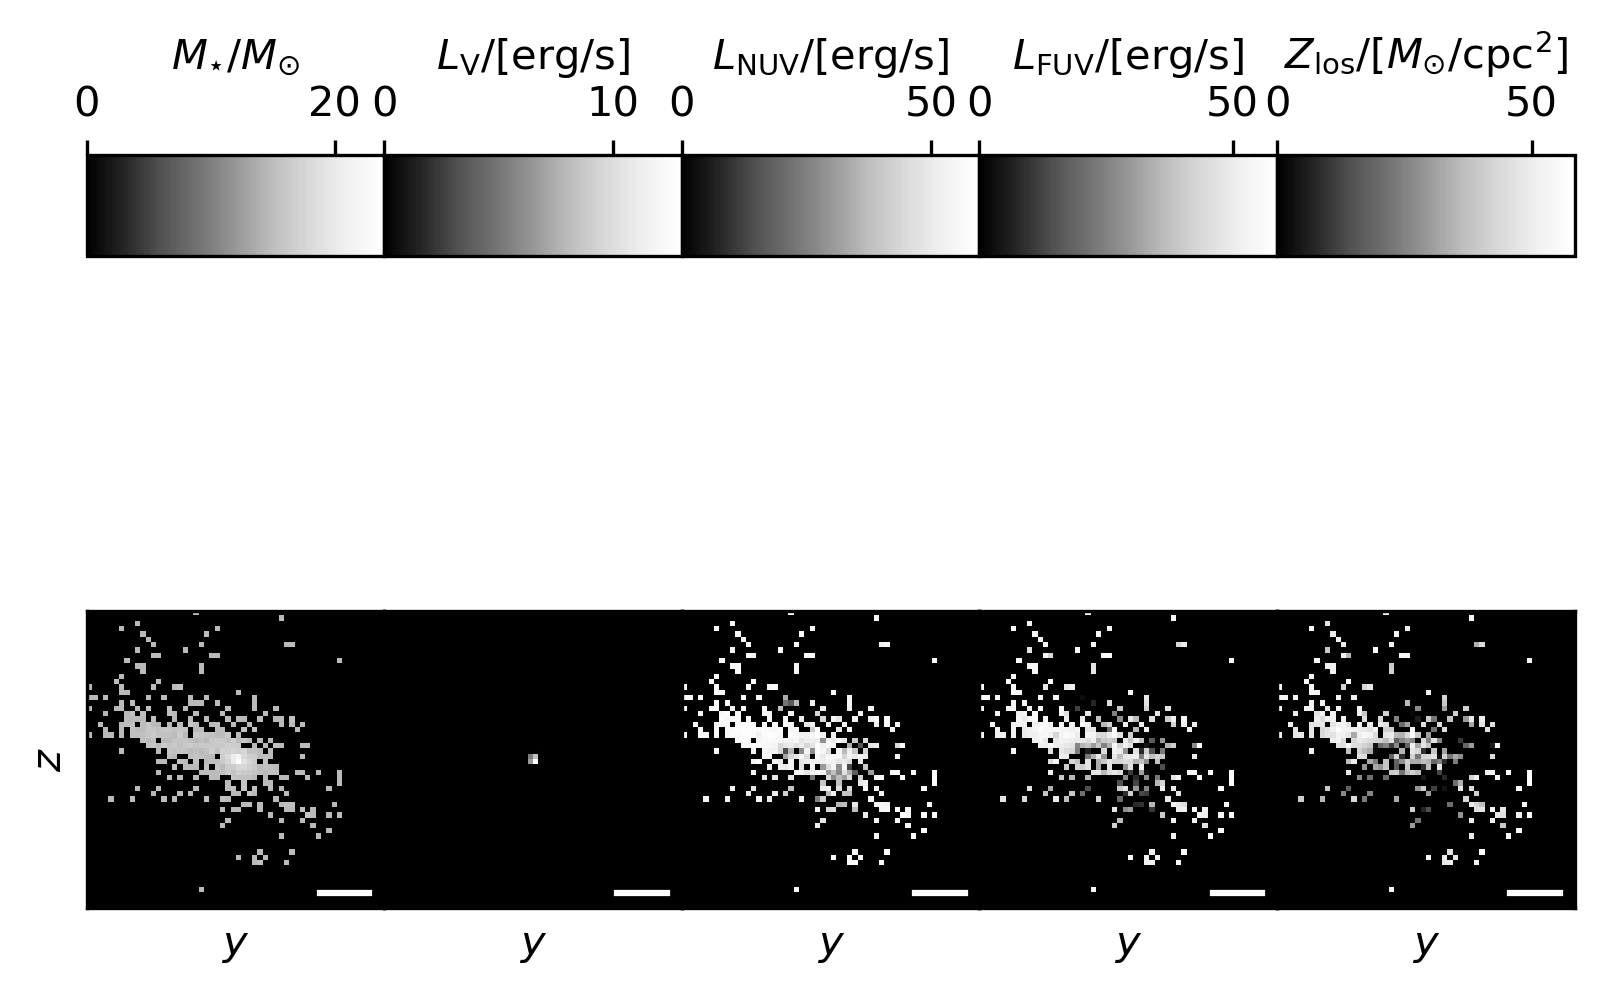 M⋆/M⊙ L_V/[erg/s] L_NUV/[erg/s] L_FUV/[erg/s] Z_los/[M⊙/cpc²]
0 20 0 10 0 50 0 50 0 50
z
y y y y y